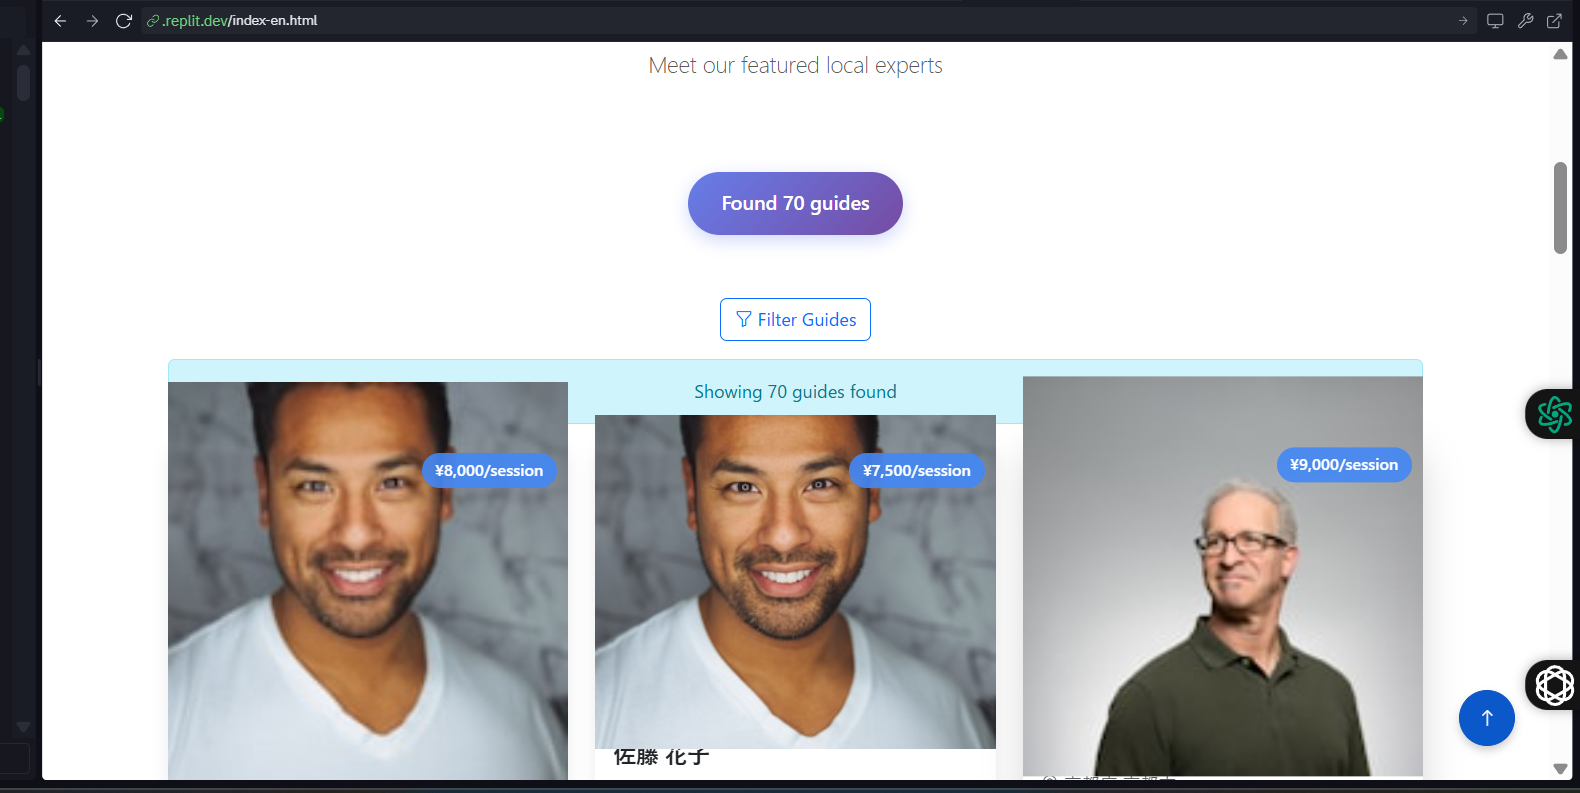 .replit.dev/index-en.html
Meet our featured local experts
Found 70 guides
Filter Guides
Showing 70 guides found
¥8,000/session
¥7,500/session
¥9,000/session
佐藤 花子